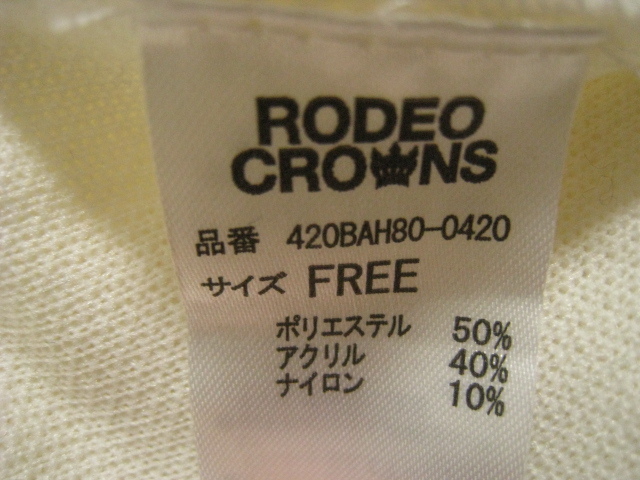 RODEO
CROWNS
品番 420BAH80-0420
サイズ FREE
ポリエステル 50%
アクリル 40%
ナイロン 10%